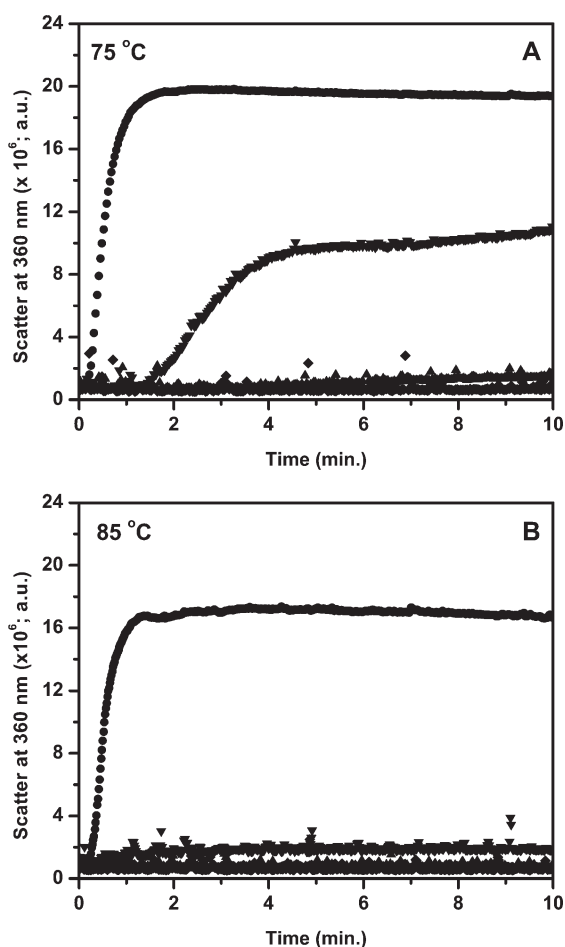 75 °C
A
24
20
16
12
8
4
0
Scatter at 360 nm (x 10⁶; a.u.)
0 2 4 6 8 10
Time (min.)
85 °C
B
24
20
16
12
8
4
0
Scatter at 360 nm (x10⁶; a.u.)
0 2 4 6 8 10
Time (min.)